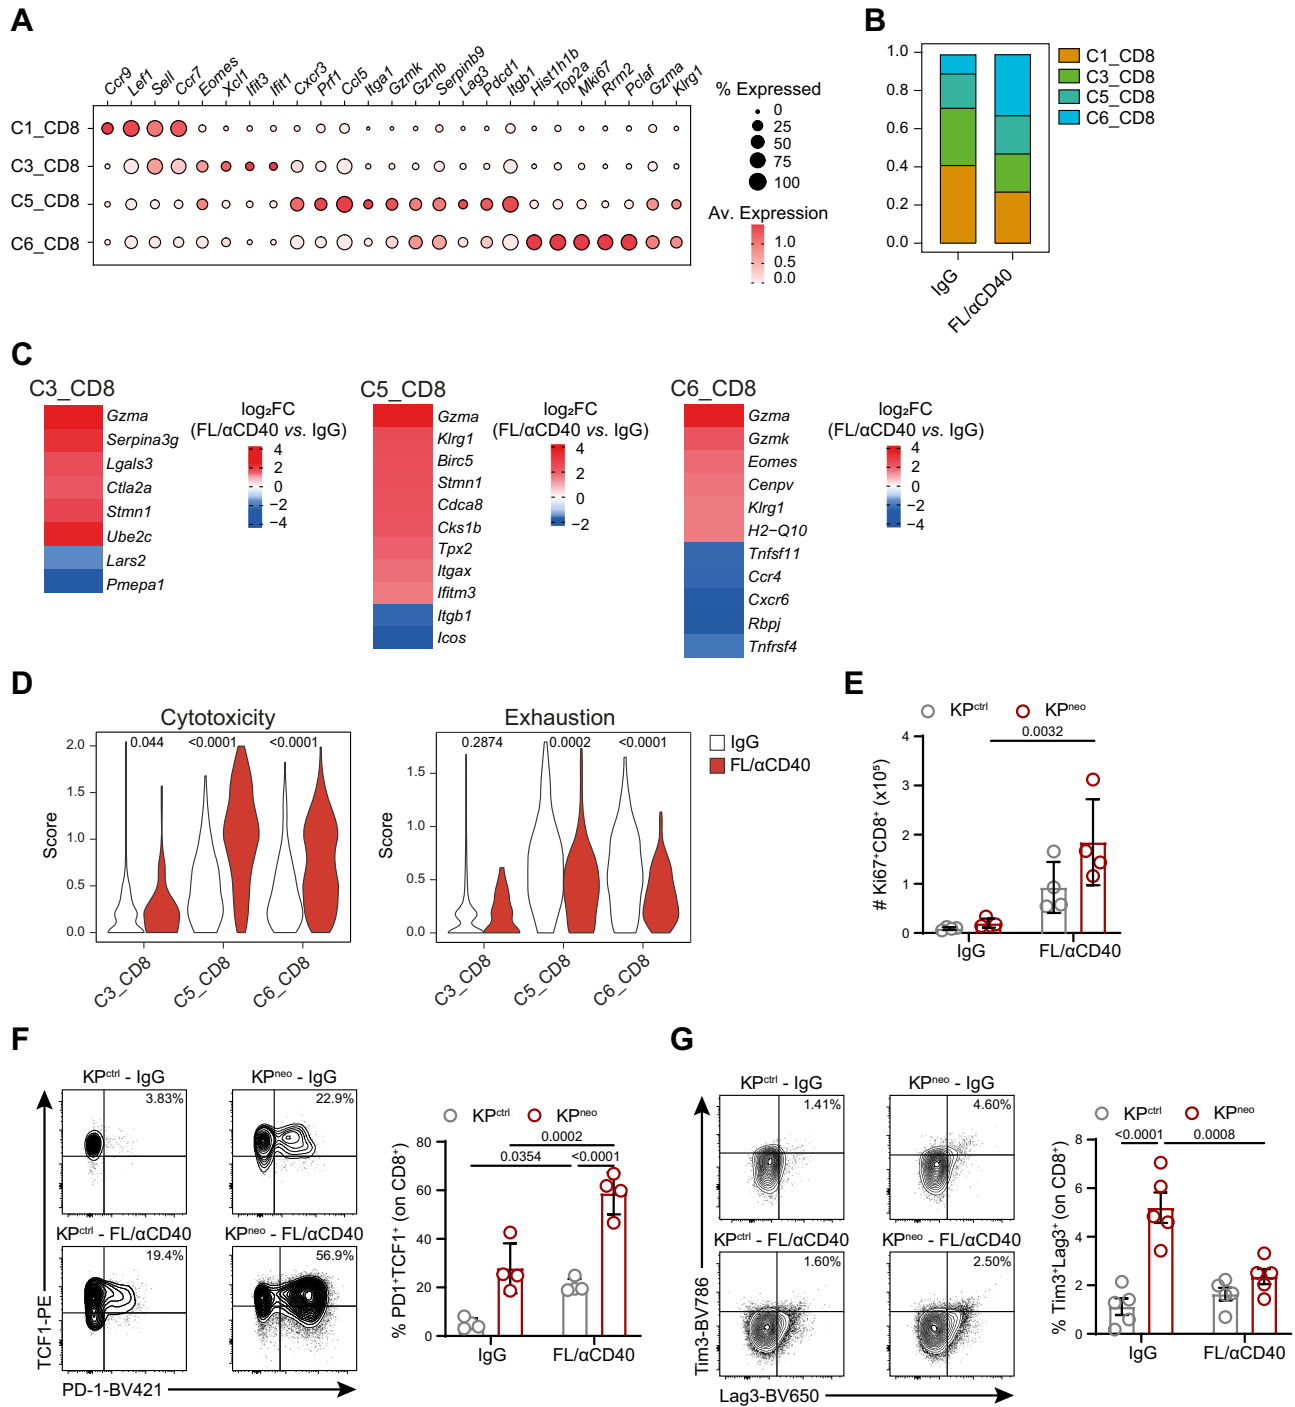 A
Ccr9 Lef1 Sell Ccr7 Eomes Xcl1 Ifit3 Ifit1 Cxcr3 Prf1 Ccl5 Itga1 Gzmk Gzmb Serpinb9 Lag3 Pdcd1 Itgb1 Hist1h1b Top2a Mki67 Rrm2 Pclaf Gzma Klrg1
C1_CD8
C3_CD8
C5_CD8
C6_CD8
% Expressed
0
25
50
75
100
Av. Expression
1.0
0.5
0.0
B
1.0
0.8
0.6
0.4
0.2
0.0
IgG
FL/αCD40
C1_CD8
C3_CD8
C5_CD8
C6_CD8
C
C3_CD8
Gzma
Serpina3g
Lgals3
Ctla2a
Stmn1
Ube2c
Lars2
Pmepa1
log₂FC
(FL/αCD40 vs. IgG)
4
2
0
−2
−4
C5_CD8
Gzma
Klrg1
Birc5
Stmn1
Cdca8
Cks1b
Tpx2
Itgax
Ifitm3
Itgb1
Icos
log₂FC
(FL/αCD40 vs. IgG)
4
2
0
−2
C6_CD8
Gzma
Gzmk
Eomes
Cenpv
Klrg1
H2−Q10
Tnfsf11
Ccr4
Cxcr6
Rbpj
Tnfrsf4
log₂FC
(FL/αCD40 vs. IgG)
4
2
0
−2
−4
D
Cytotoxicity
Score
2.0
1.5
1.0
0.5
0.0
0.044 <0.0001 <0.0001
C3_CD8
C5_CD8
C6_CD8
Exhaustion
Score
1.5
1.0
0.5
0.0
0.2874 0.0002 <0.0001
C3_CD8
C5_CD8
C6_CD8
IgG
FL/αCD40
E
KPctrl KPneo
0.0032
# Ki67⁺CD8⁺ (x10⁵)
4
3
2
1
0
IgG FL/αCD40
F
KPctrl - IgG
3.83%
KPneo - IgG
22.9%
KPctrl - FL/αCD40
19.4%
KPneo - FL/αCD40
56.9%
TCF1-PE
PD-1-BV421
KPctrl KPneo
0.0002
0.0354 <0.0001
% PD1⁺TCF1⁺ (on CD8⁺)
80
60
40
20
0
IgG FL/αCD40
G
KPctrl - IgG
1.41%
KPneo - IgG
4.60%
KPctrl - FL/αCD40
1.60%
KPneo - FL/αCD40
2.50%
Tim3-BV786
Lag3-BV650
KPctrl KPneo
<0.0001 0.0008
% Tim3⁺Lag3⁺ (on CD8⁺)
8
6
4
2
0
IgG FL/αCD40